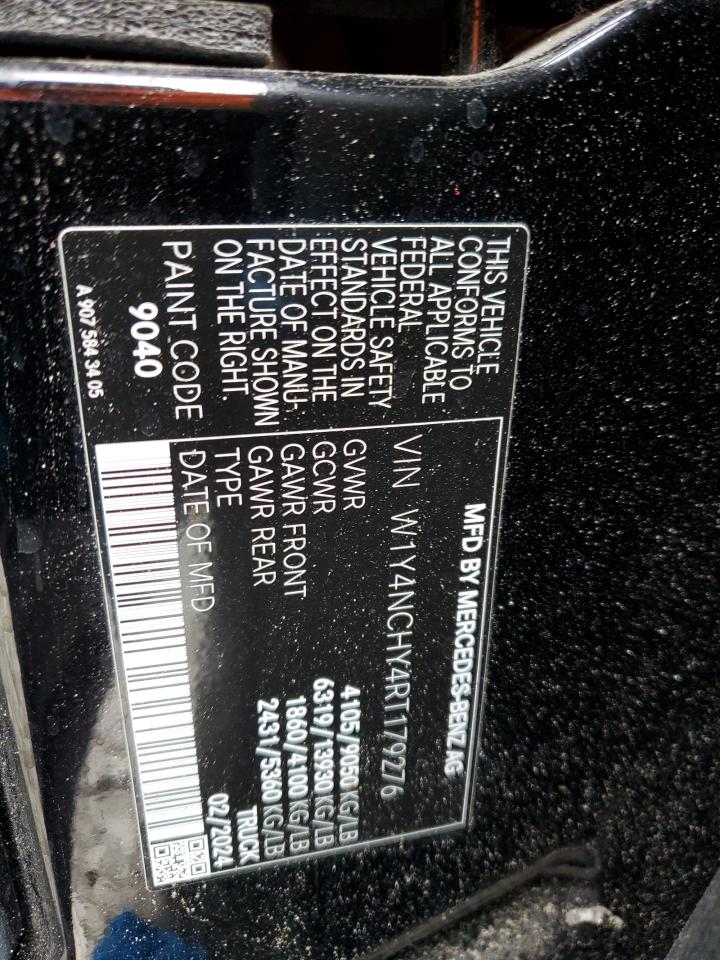 THIS VEHICLE
CONFORMS TO
ALL APPLICABLE
FEDERAL
VEHICLE SAFETY
STANDARDS IN
EFFECT ON THE
DATE OF MANU-
FACTURE SHOWN
ON THE RIGHT.
PAINT CODE
9040
A 907 584 34 05
MFD BY MERCEDES-BENZ AG
VIN W1Y4NCHY4RT179276
GVWR 4105/9050 KG/LB
GCWR 6319/13930 KG/LB
GAWR FRONT 1860/4100 KG/LB
GAWR REAR 2431/5360 KG/LB
TYPE TRUCK
DATE OF MFD 02/2024